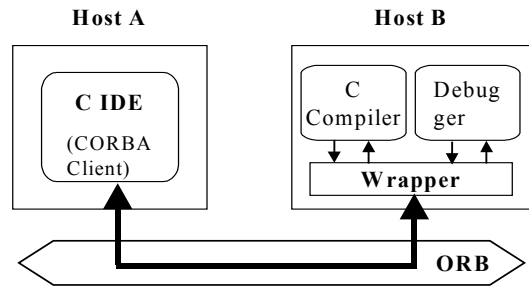 Host A
Host B
C IDE
(CORBA
Client)
C
Compiler
Debug
ger
Wrapper
ORB